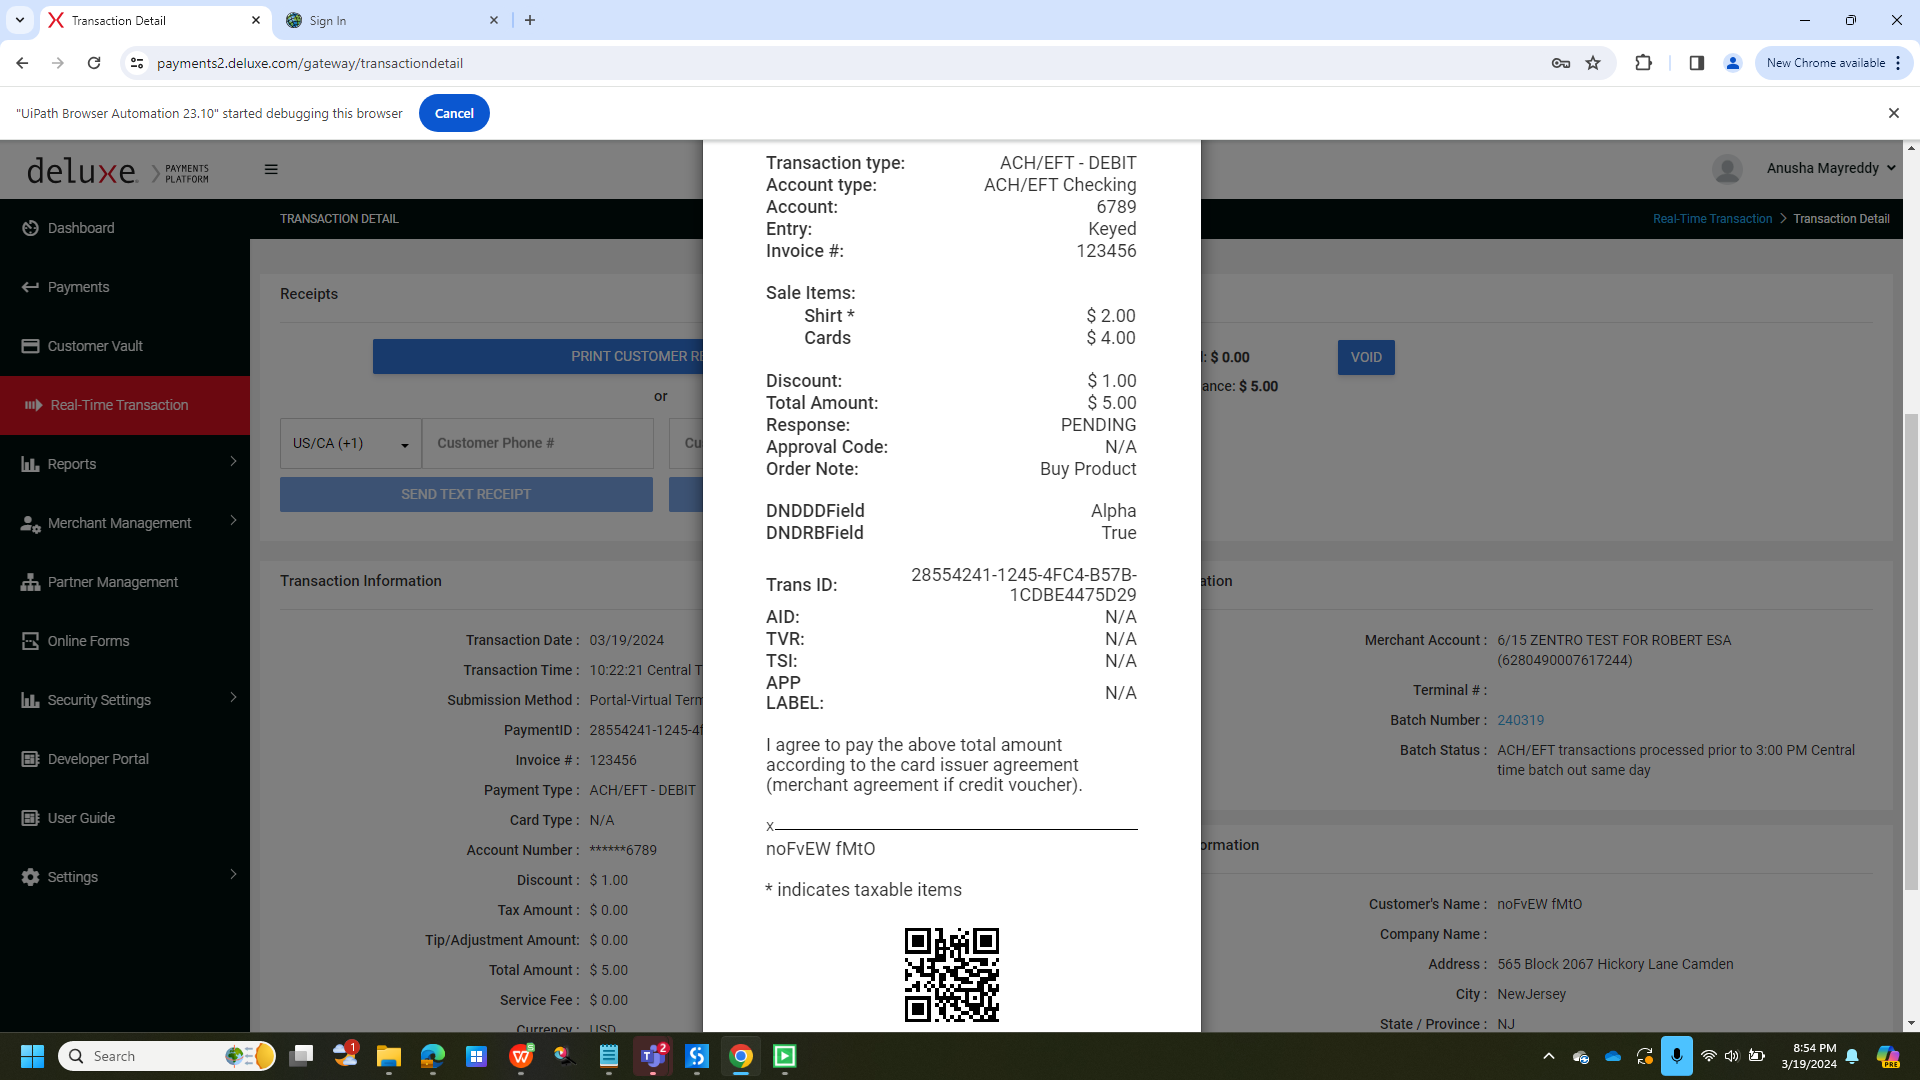 Transaction Detail
Sign In
payments2.deluxe.com/gateway/transactiondetail
New Chrome available
"UiPath Browser Automation 23.10" started debugging this browser
Cancel
deluxe.
PAYMENTS
PLATFORM
Anusha Mayreddy
TRANSACTION DETAIL
Real-Time Transaction
Transaction Detail
Dashboard
Payments
Customer Vault
Real-Time Transaction
Reports
Merchant Management
Partner Management
Online Forms
Security Settings
Developer Portal
User Guide
Settings
Receipts
PRINT CUSTOMER RE
or
US/CA (+1)
Customer Phone #
Cu
SEND TEXT RECEIPT
: $ 0.00
VOID
ance: $ 5.00
Transaction type: ACH/EFT - DEBIT
Account type: ACH/EFT Checking
Account: 6789
Entry: Keyed
Invoice #: 123456
Sale Items:
Shirt * $ 2.00
Cards $ 4.00
Discount: $ 1.00
Total Amount: $ 5.00
Response: PENDING
Approval Code: N/A
Order Note: Buy Product
DNDDDField Alpha
DNDRBField True
Trans ID: 28554241-1245-4FC4-B57B-
1CDBE4475D29
AID: N/A
TVR: N/A
TSI: N/A
APP
LABEL: N/A
I agree to pay the above total amount
according to the card issuer agreement
(merchant agreement if credit voucher).
x
noFvEW fMtO
* indicates taxable items
Transaction Information
Transaction Date : 03/19/2024
Transaction Time : 10:22:21 Central T
Submission Method : Portal-Virtual Term
PaymentID : 28554241-1245-4f
Invoice # : 123456
Payment Type : ACH/EFT - DEBIT
Card Type : N/A
Account Number : ******6789
Discount : $ 1.00
Tax Amount : $ 0.00
Tip/Adjustment Amount: $ 0.00
Total Amount : $ 5.00
Service Fee : $ 0.00
Currency : USD
ation
Merchant Account : 6/15 ZENTRO TEST FOR ROBERT ESA
(6280490007617244)
Terminal # :
Batch Number : 240319
Batch Status : ACH/EFT transactions processed prior to 3:00 PM Central
time batch out same day
ormation
Customer's Name : noFvEW fMtO
Company Name :
Address : 565 Block 2067 Hickory Lane Camden
City : NewJersey
State / Province : NJ
Search
1
2
8:54 PM
3/19/2024
PRE